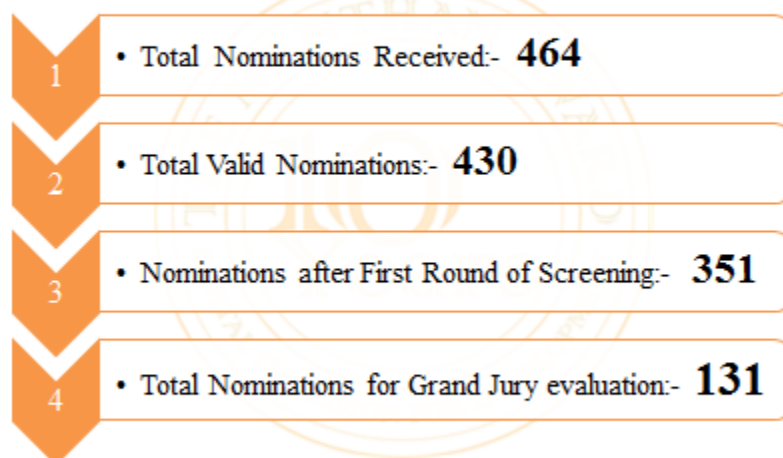 1
• Total Nominations Received:- 464
2
• Total Valid Nominations:- 430
3
• Nominations after First Round of Screening:- 351
4
• Total Nominations for Grand Jury evaluation:- 131